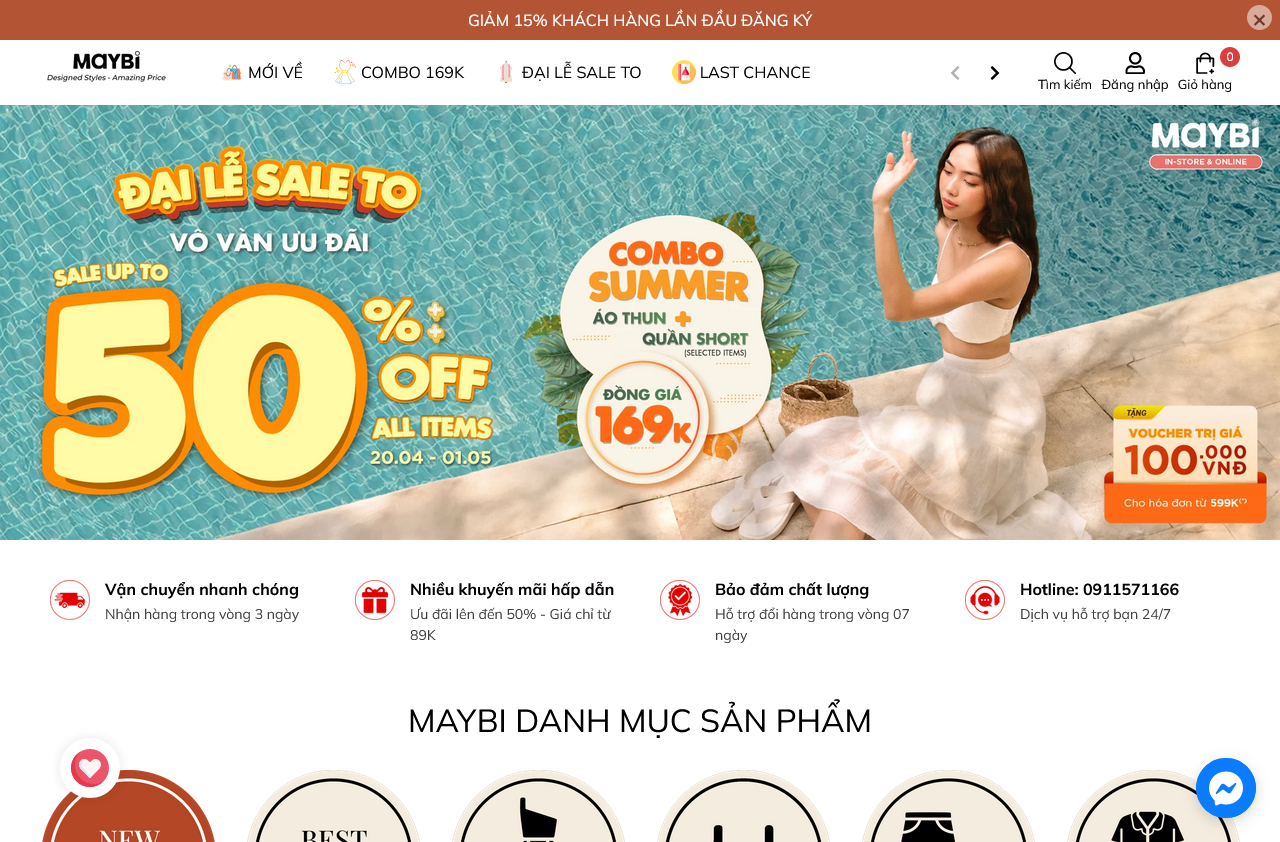 GIẢM 15% KHÁCH HÀNG LẦN ĐẦU ĐĂNG KÝ
MAYBI
Designed Styles - Amazing Price
MỚI VỀ
COMBO 169K
ĐẠI LỄ SALE TO
LAST CHANCE
Tìm kiếm
Đăng nhập
Giỏ hàng
0
MAYBI
IN-STORE & ONLINE
ĐẠI LỄ SALE TO
VÔ VÀN ƯU ĐÃI
SALE UP TO
50%++
OFF
ALL ITEMS
20.04 - 01.05
COMBO
SUMMER
ÁO THUN +
QUẦN SHORT
(SELECTED ITEMS)
ĐỒNG GIÁ
169K
TẶNG
VOUCHER TRỊ GIÁ
100.000
VNĐ
Cho hóa đơn từ 599K(*)
Vận chuyển nhanh chóng
Nhận hàng trong vòng 3 ngày
Nhiều khuyến mãi hấp dẫn
Ưu đãi lên đến 50% - Giá chỉ từ
89K
Bảo đảm chất lượng
Hỗ trợ đổi hàng trong vòng 07
ngày
Hotline: 0911571166
Dịch vụ hỗ trợ bạn 24/7
MAYBI DANH MỤC SẢN PHẨM
NEW
BEST